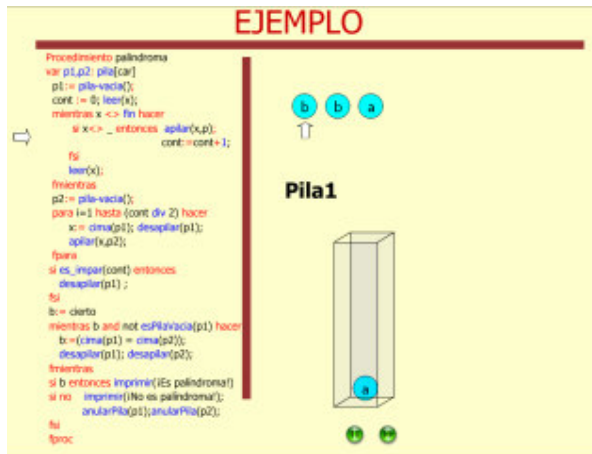 EJEMPLO
Procedimiento palindroma
var p1,p2: pila[car]
p1:= pila-vacia();
cont := 0; leer(x);
mientras x <> fin hacer
si x<> _ entonces apilar(x,p);
cont:=cont+1;
fsi
leer(x);
fmientras
p2:= pila-vacia();
para i=1 hasta (cont div 2) hacer
x:= cima(p1); desapilar(p1);
apilar(x,p2);
fpara
si es_impar(cont) entonces
desapilar(p1) ;
fsi
b:= cierto
mientras b and not esPilaVacia(p1) hacer
b:=(cima(p1) = cima(p2));
desapilar(p1); desapilar(p2);
fmientras
si b entonces imprimir(¡Es palindroma!)
si no imprimir(¡No es palindroma!);
anularPila(p1);anularPila(p2);
fsi
fproc
b b a
Pila1
a